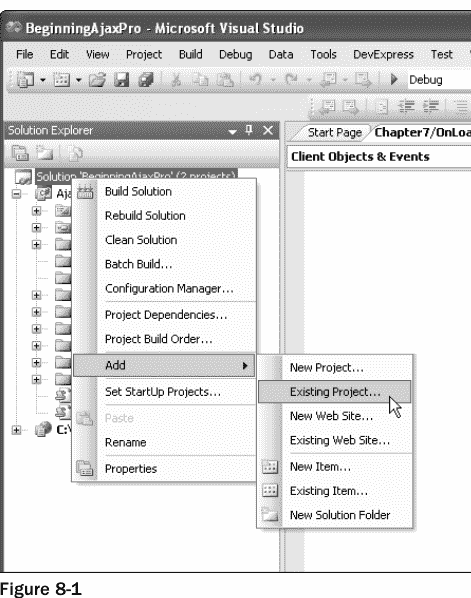 BeginningAjaxPro - Microsoft Visual Studio
File Edit View Project Build Debug Data Tools DevExpress Test
Debug
Solution Explorer
Start Page Chapter7/OnLoa
Client Objects & Events
Solution 'BeginningAjaxPro' (2 projects)
Aja
C:\
Build Solution
Rebuild Solution
Clean Solution
Batch Build...
Configuration Manager...
Project Dependencies...
Project Build Order...
Add
Set StartUp Projects...
Paste
Rename
Properties
New Project...
Existing Project...
New Web Site...
Existing Web Site...
New Item...
Existing Item...
New Solution Folder
Figure 8-1